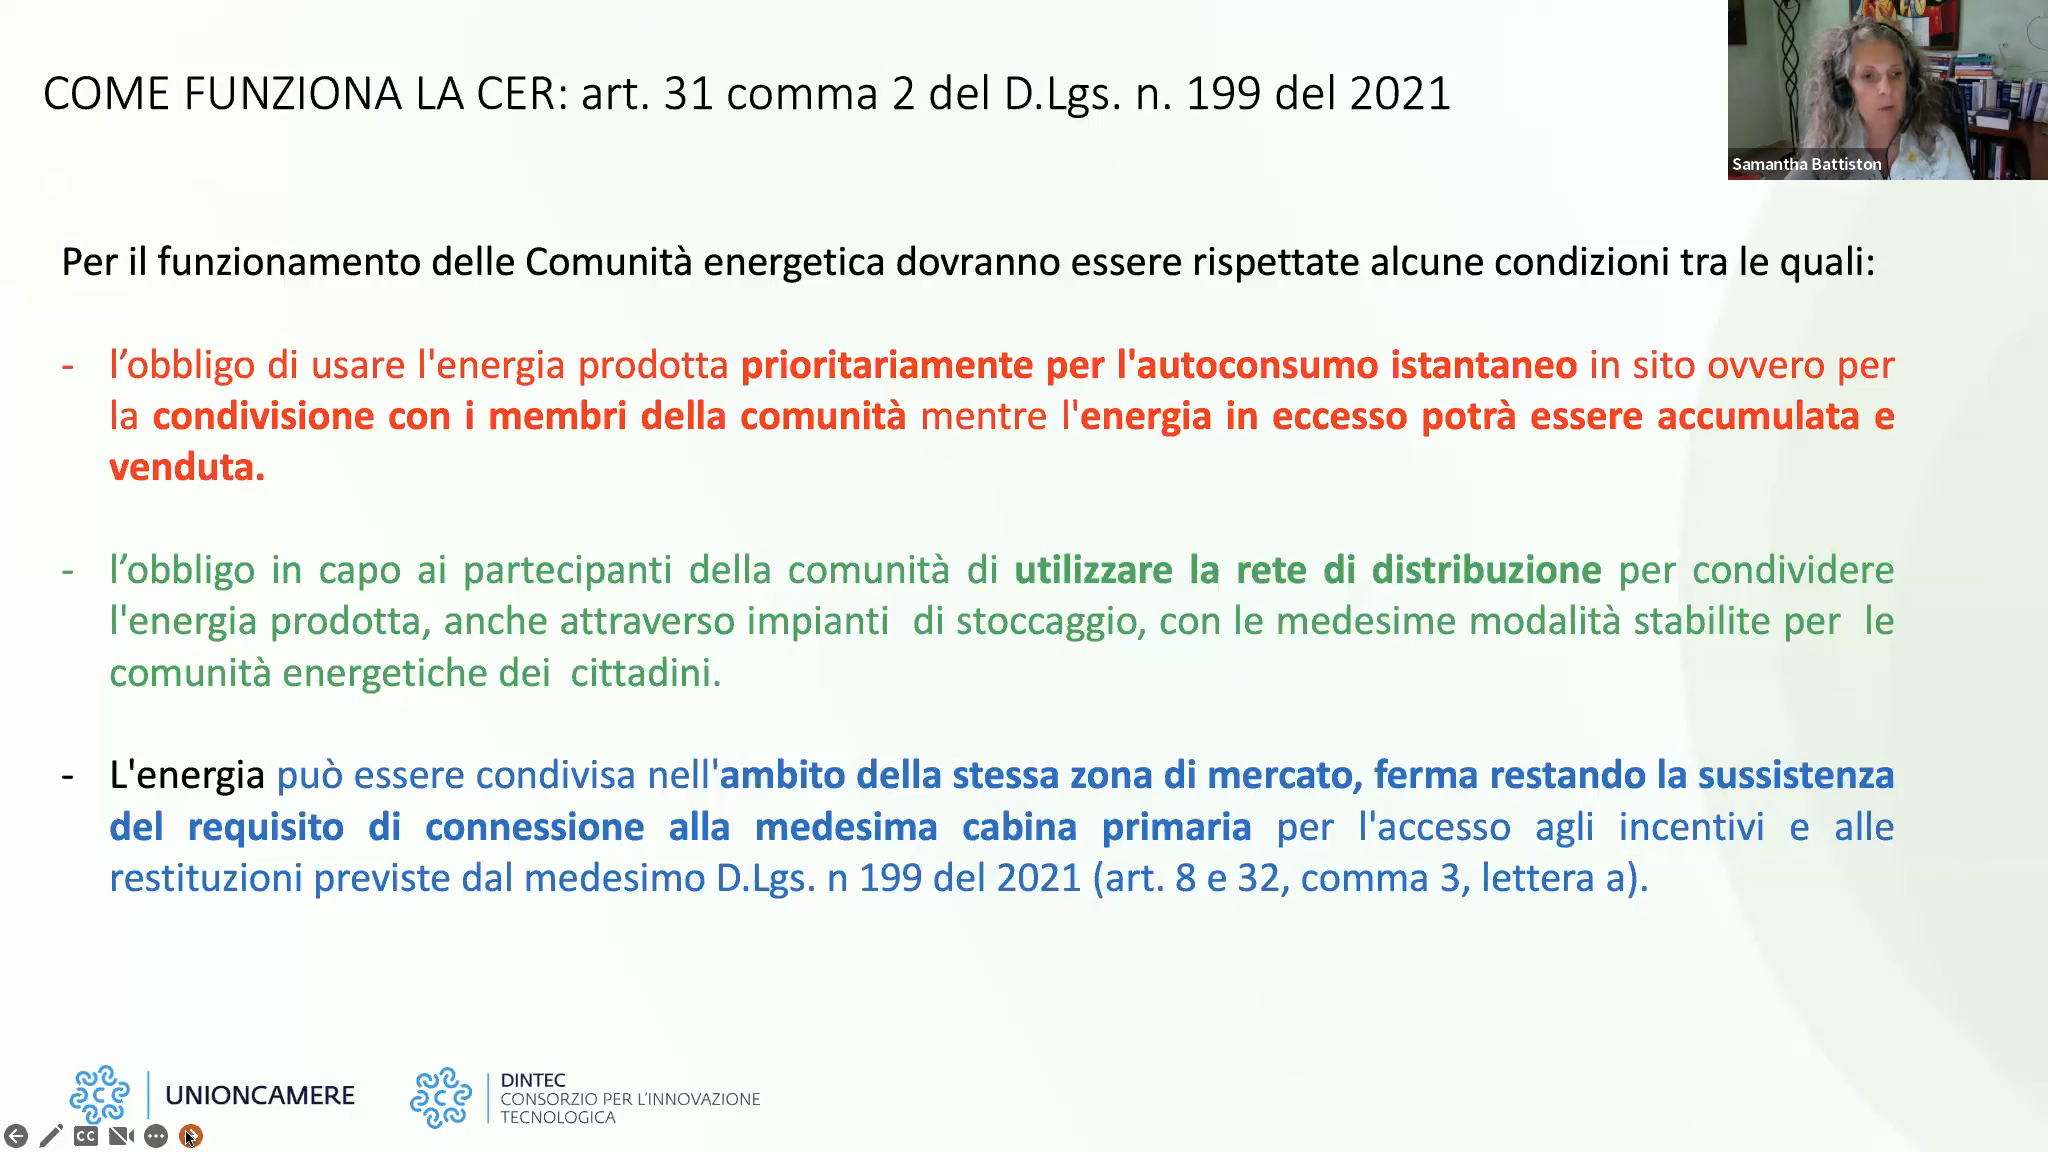 COME FUNZIONA LA CER: art. 31 comma 2 del D.Lgs. n. 199 del 2021
Samantha Battiston
Per il funzionamento delle Comunità energetica dovranno essere rispettate alcune condizioni tra le quali:
- l’obbligo di usare l'energia prodotta prioritariamente per l'autoconsumo istantaneo in sito ovvero per
la condivisione con i membri della comunità mentre l'energia in eccesso potrà essere accumulata e
venduta.
- l’obbligo in capo ai partecipanti della comunità di utilizzare la rete di distribuzione per condividere
l'energia prodotta, anche attraverso impianti di stoccaggio, con le medesime modalità stabilite per le
comunità energetiche dei cittadini.
- L'energia può essere condivisa nell'ambito della stessa zona di mercato, ferma restando la sussistenza
del requisito di connessione alla medesima cabina primaria per l'accesso agli incentivi e alle
restituzioni previste dal medesimo D.Lgs. n 199 del 2021 (art. 8 e 32, comma 3, lettera a).
UNIONCAMERE
DINTEC
CONSORZIO PER L'INNOVAZIONE
TECNOLOGICA
CC